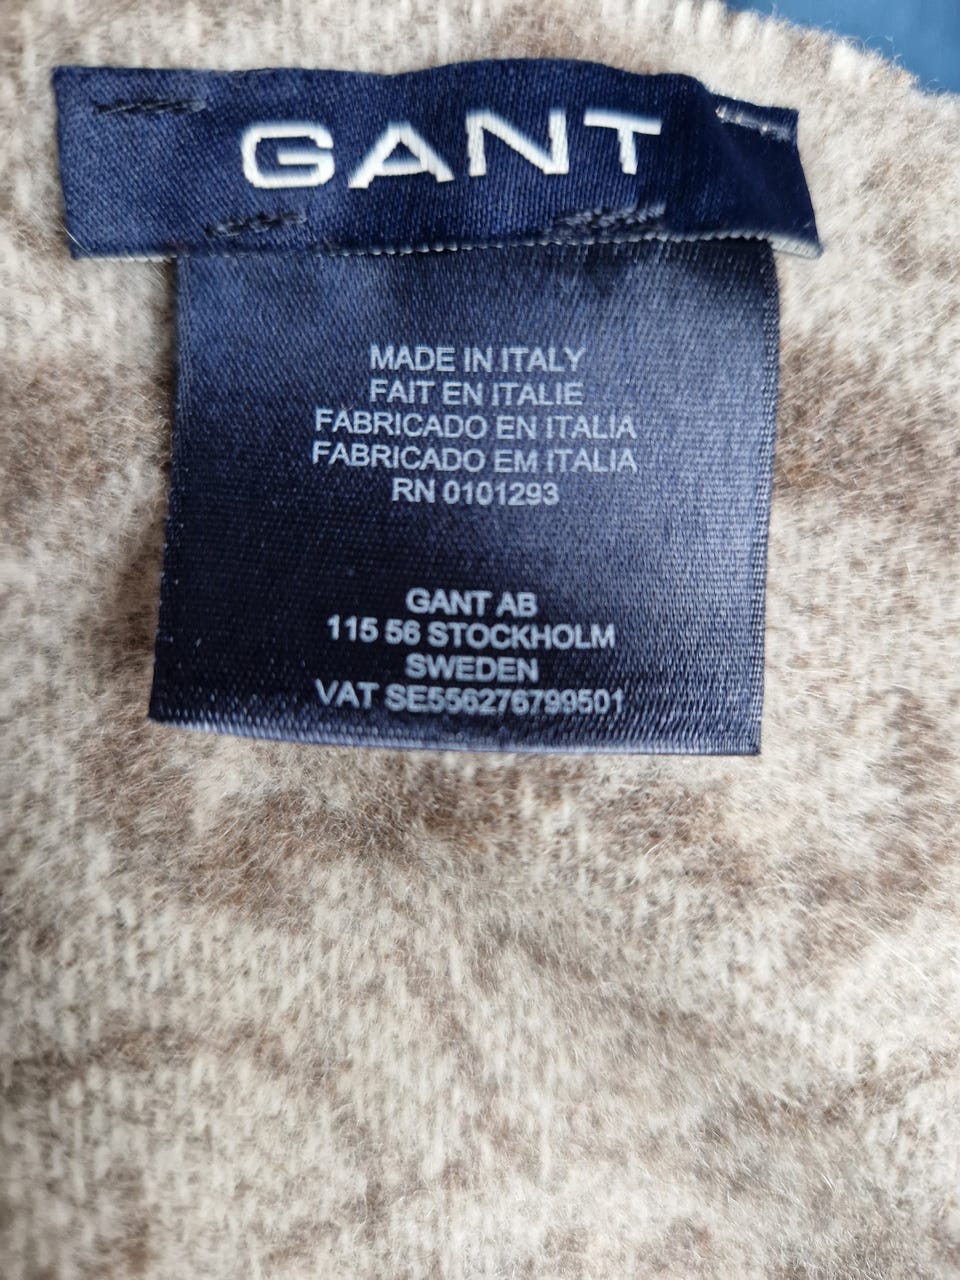 GANT
MADE IN ITALY
FAIT EN ITALIE
FABRICADO EN ITALIA
FABRICADO EM ITALIA
RN 0101293
GANT AB
115 56 STOCKHOLM
SWEDEN
VAT SE556276799501